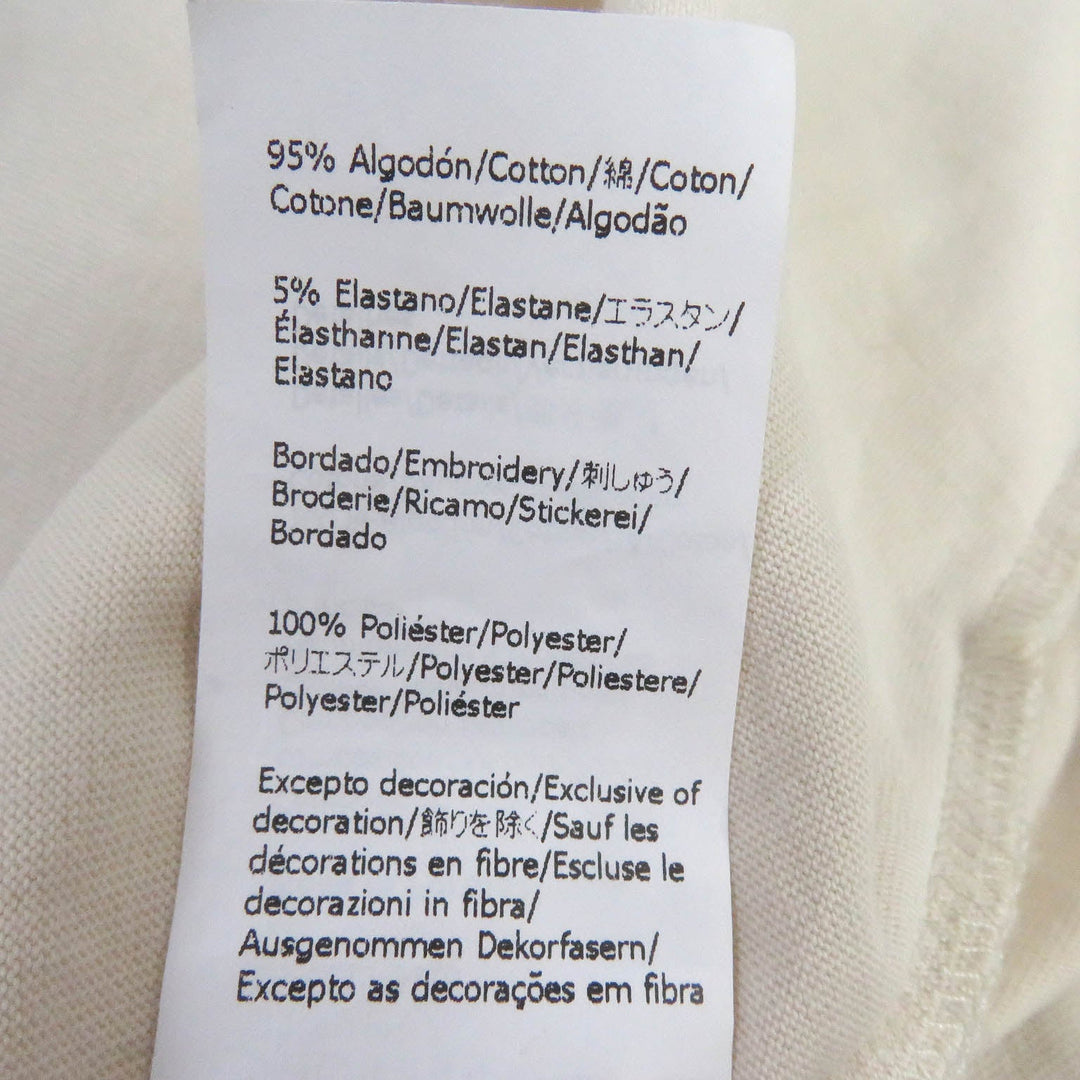 95% Algodón/Cotton/綿/Coton/
Cotone/Baumwolle/Algodão
5% Elastano/Elastane/エラスタン/
Élasthanne/Elastan/Elasthan/
Elastano
Bordado/Embroidery/刺しゅう/
Broderie/Ricamo/Stickerei/
Bordado
100% Poliéster/Polyester/
ポリエステル/Polyester/Poliestere/
Polyester/Poliéster
Excepto decoración/Exclusive of
decoration/飾りを除く/Sauf les
décorations en fibre/Escluse le
decorazioni in fibra/
Ausgenommen Dekorfasern/
Excepto as decorações em fibra